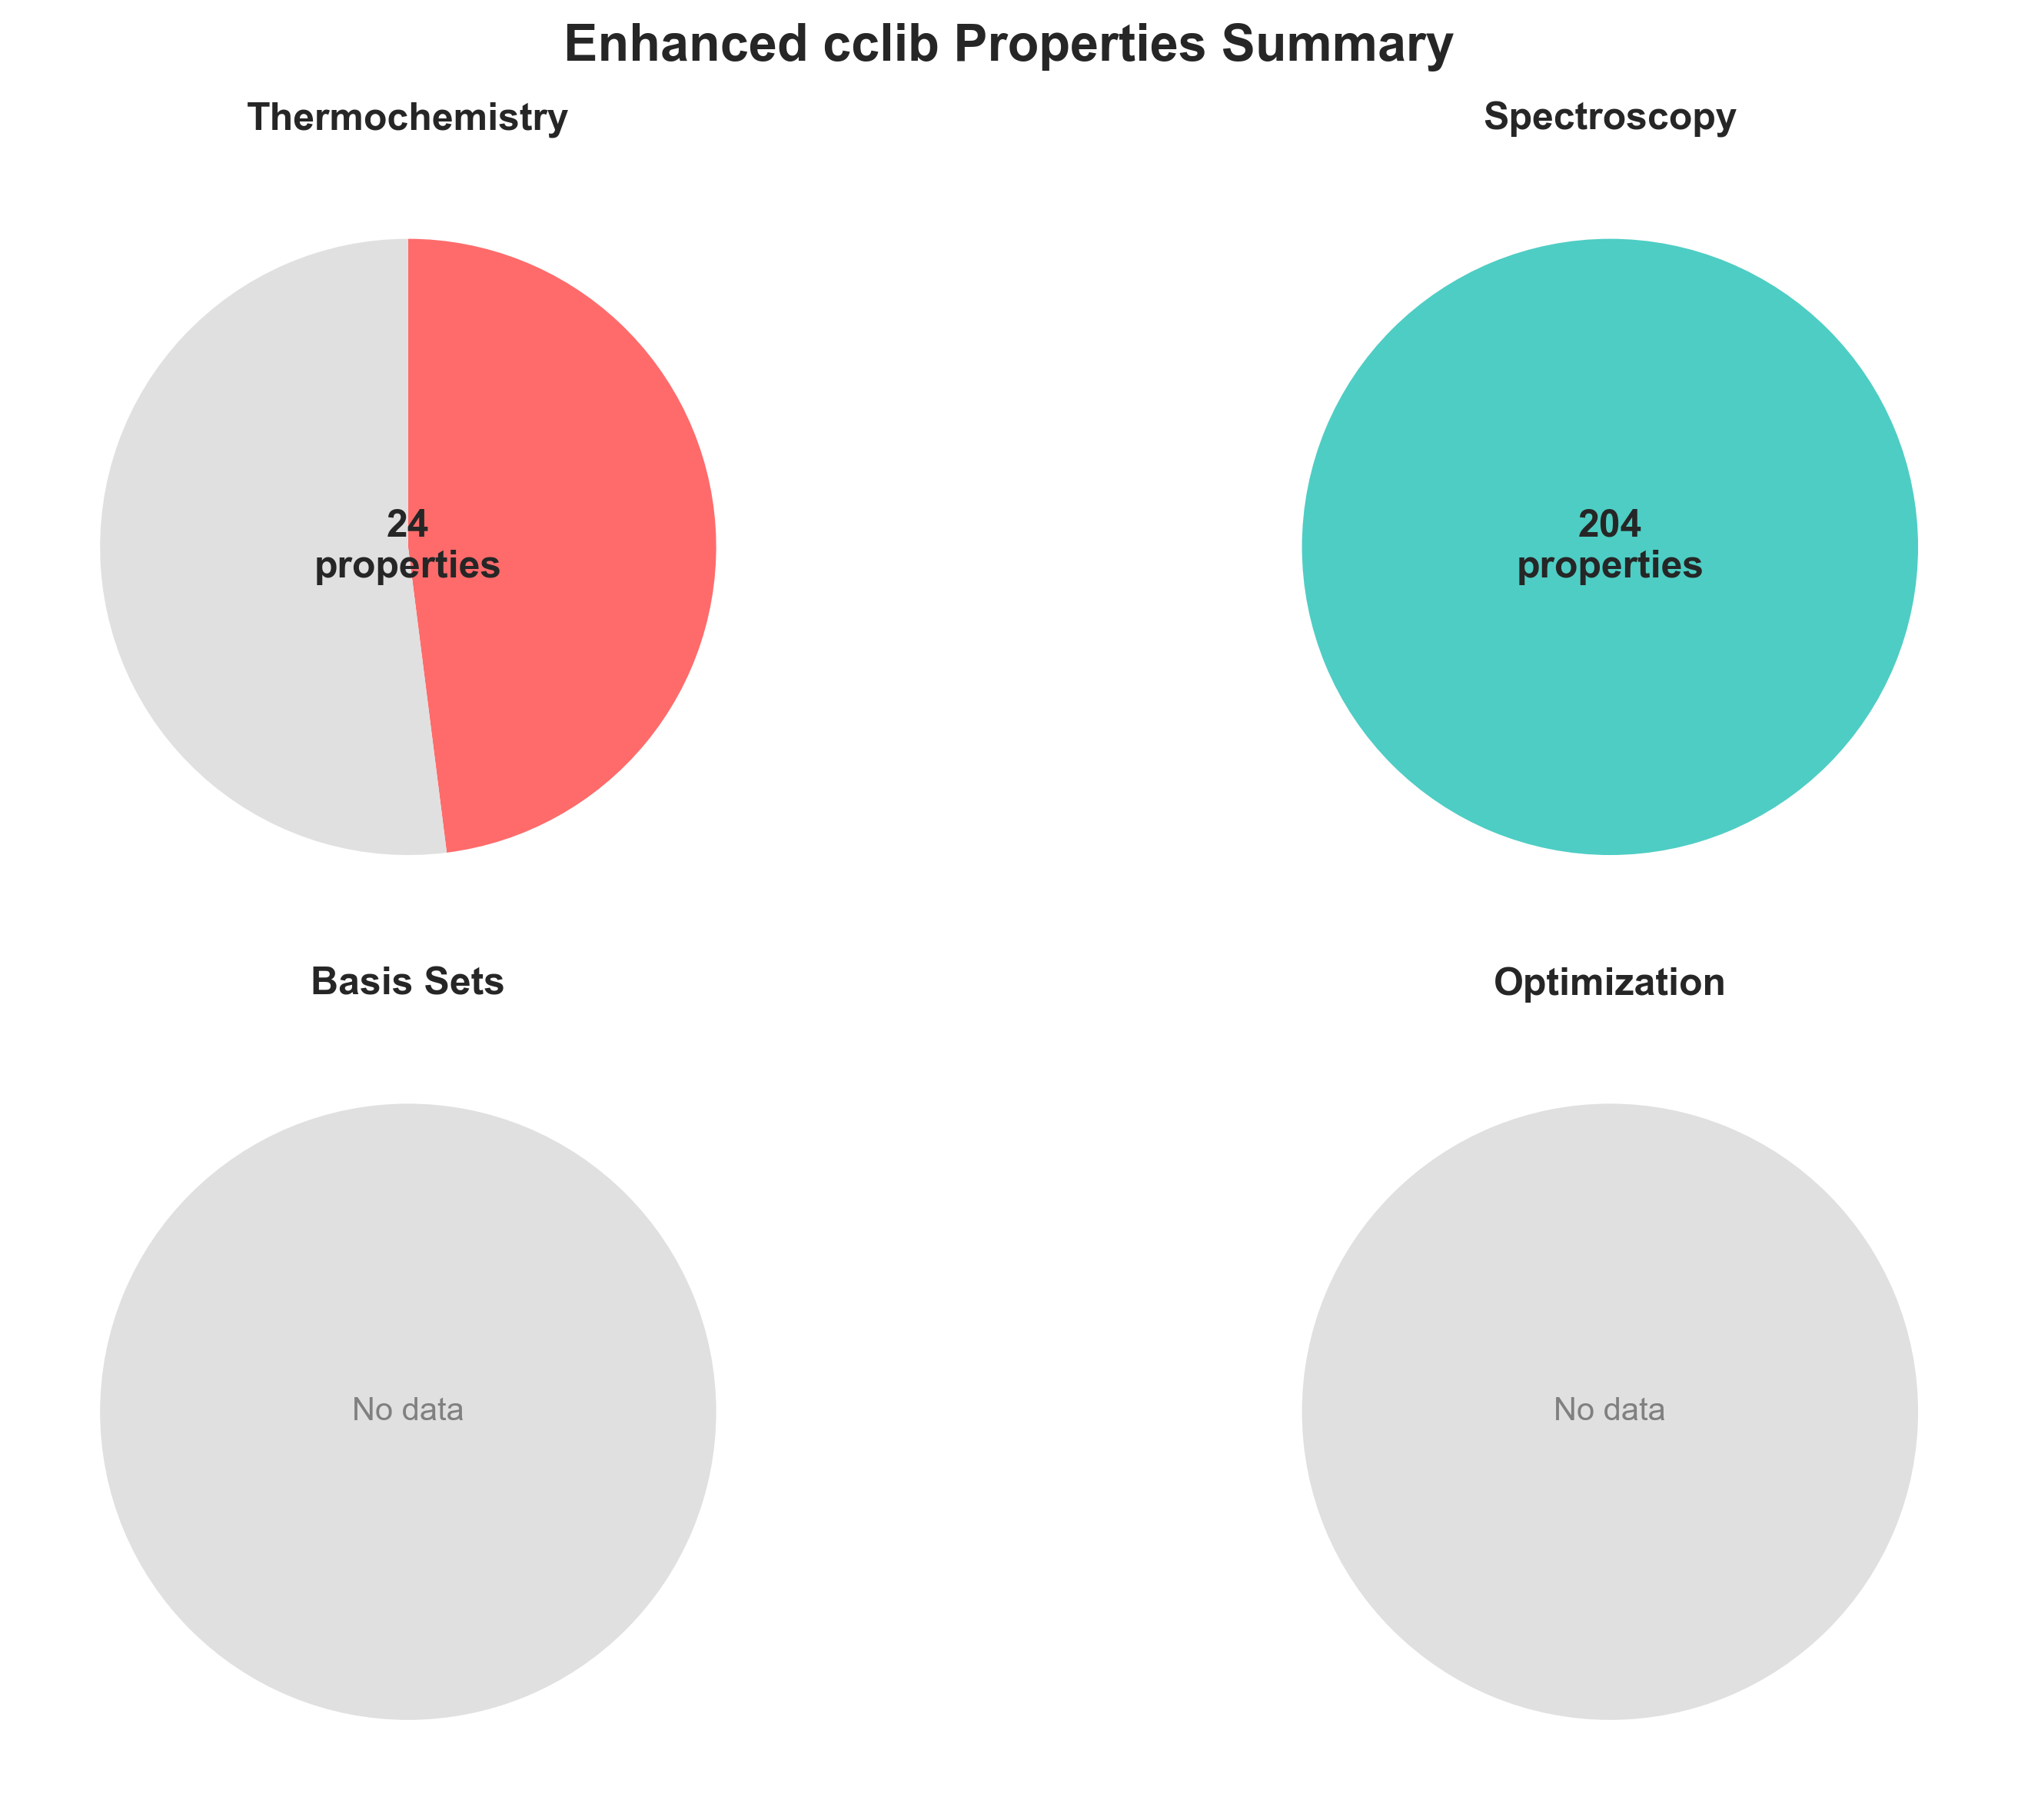 Enhanced cclib Properties Summary
Thermochemistry
Spectroscopy
24
properties
204
properties
Basis Sets
Optimization
No data
No data